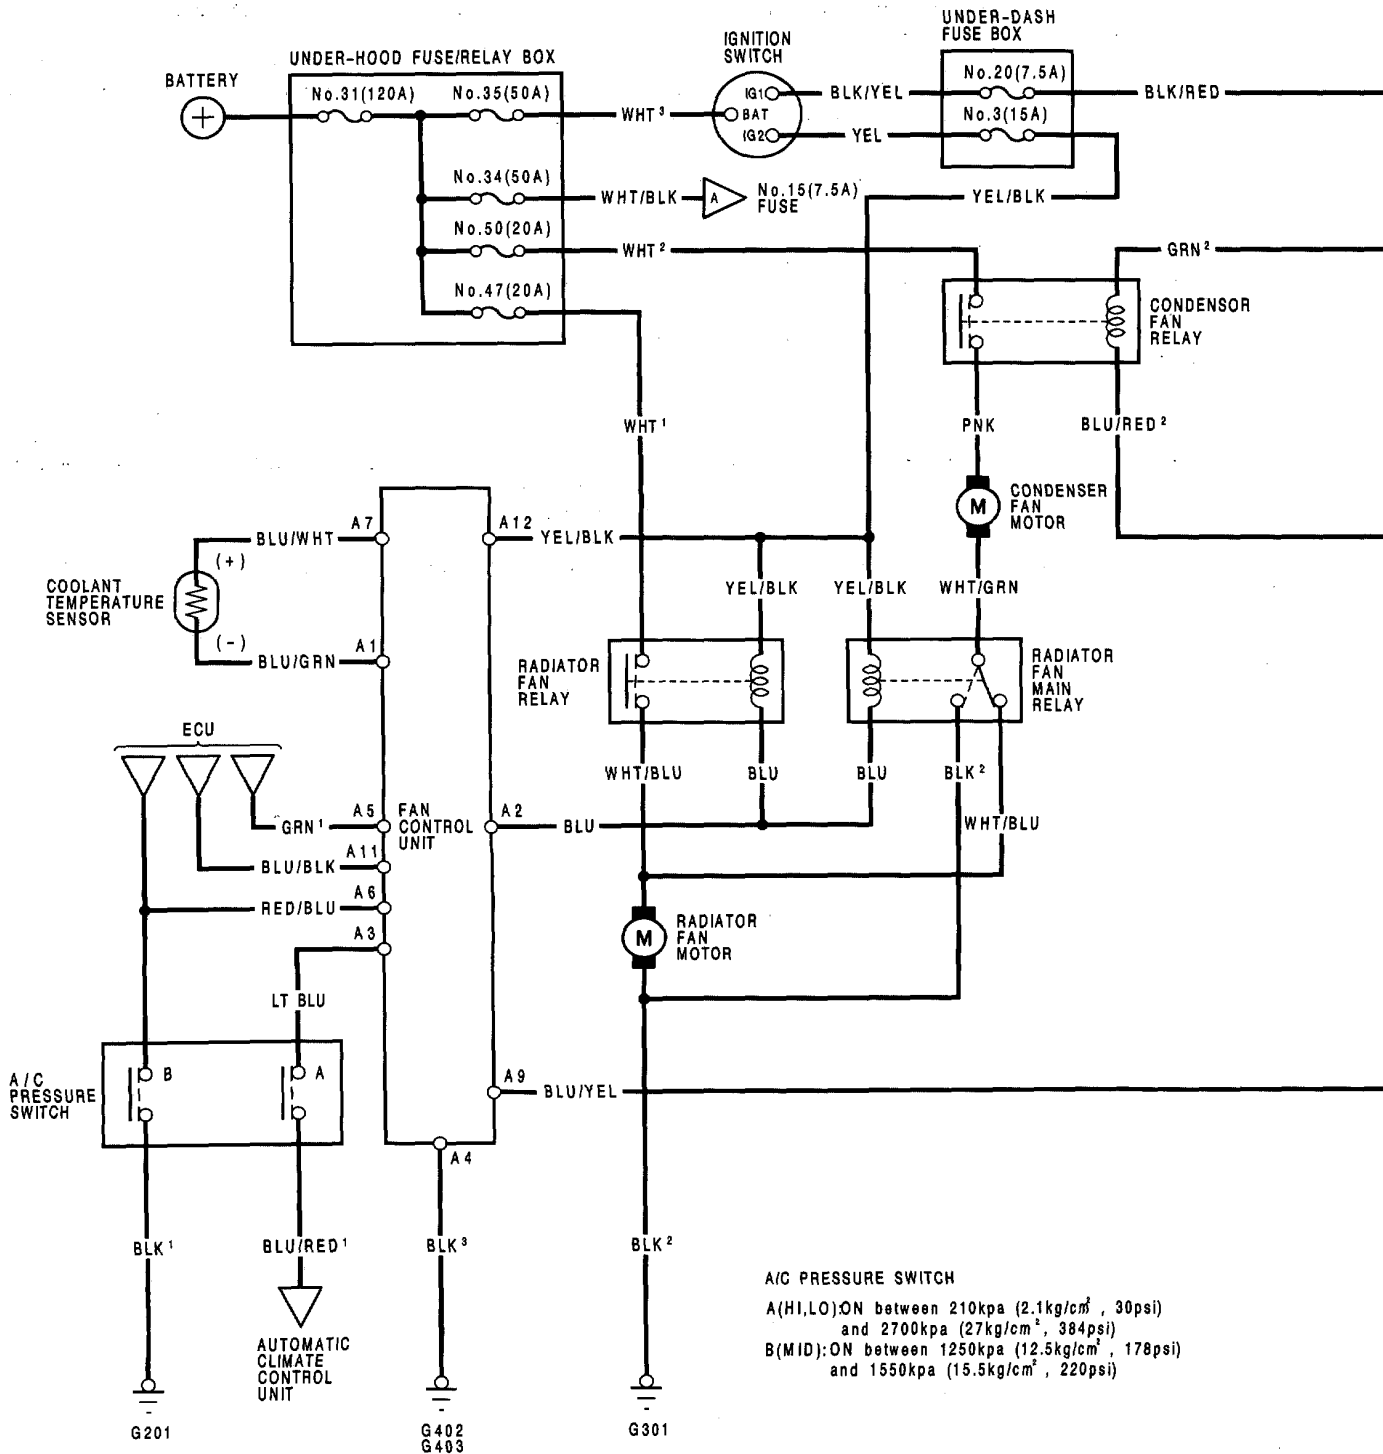 UNDER-DASH
FUSE BOX
IGNITION
SWITCH
UNDER-HOOD FUSE/RELAY BOX
BATTERY
+
No.31(120A)
No.35(50A)
WHT³
IG1
BAT
IG2
BLK/YEL
YEL
No.20(7.5A)
No.3(15A)
BLK/RED
No.34(50A)
WHT/BLK
A
No.15(7.5A)
FUSE
YEL/BLK
No.50(20A)
WHT²
GRN²
No.47(20A)
CONDENSOR
FAN
RELAY
WHT¹
PNK
BLU/RED²
M
CONDENSER
FAN
MOTOR
A7
BLU/WHT
(+)
A12
YEL/BLK
COOLANT
TEMPERATURE
SENSOR
YEL/BLK
YEL/BLK
WHT/GRN
(-)
BLU/GRN
A1
RADIATOR
FAN
RELAY
RADIATOR
FAN
MAIN
RELAY
ECU
WHT/BLU
BLU
BLU
BLK²
WHT/BLU
GRN¹
A5
FAN
CONTROL
UNIT
A2
BLU
BLU/BLK
A11
RED/BLU
A6
A3
M
RADIATOR
FAN
MOTOR
LT BLU
A/C
PRESSURE
SWITCH
B
A
A9
BLU/YEL
A4
BLK¹
BLU/RED¹
BLK³
BLK²
AUTOMATIC
CLIMATE
CONTROL
UNIT
G201
G402
G403
G301
A/C PRESSURE SWITCH
A(HI,LO):ON between 210kpa (2.1kg/cm² , 30psi)
and 2700kpa (27kg/cm² , 384psi)
B(MID):ON between 1250kpa (12.5kg/cm² , 178psi)
and 1550kpa (15.5kg/cm² , 220psi)